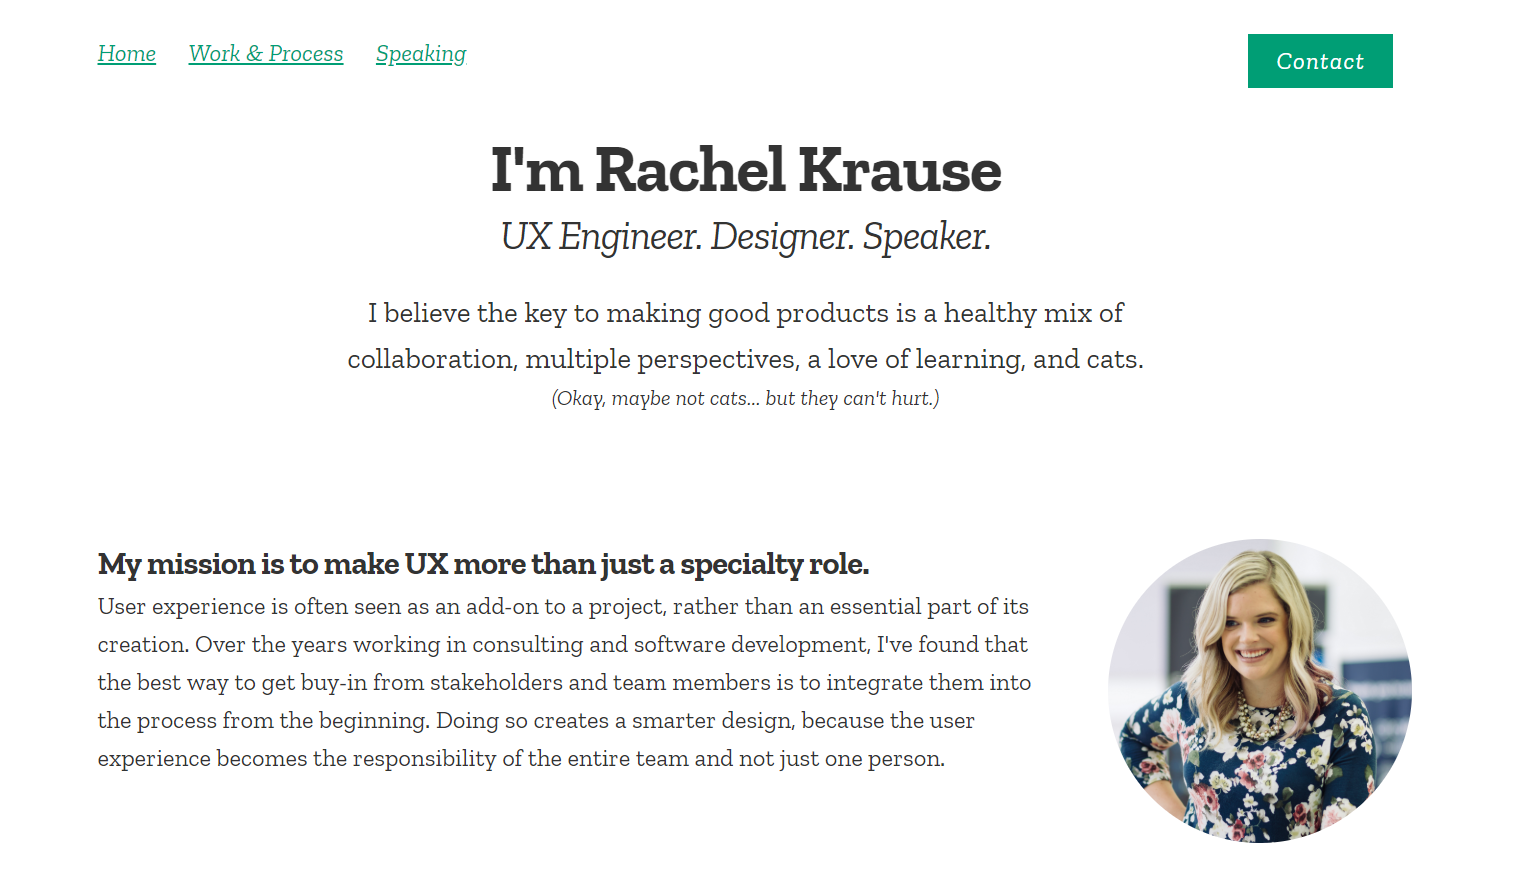 Home Work & Process Speaking
Contact
I'm Rachel Krause
UX Engineer. Designer. Speaker.
I believe the key to making good products is a healthy mix of
collaboration, multiple perspectives, a love of learning, and cats.
(Okay, maybe not cats... but they can't hurt.)
My mission is to make UX more than just a specialty role.
User experience is often seen as an add-on to a project, rather than an essential part of its
creation. Over the years working in consulting and software development, I've found that
the best way to get buy-in from stakeholders and team members is to integrate them into
the process from the beginning. Doing so creates a smarter design, because the user
experience becomes the responsibility of the entire team and not just one person.